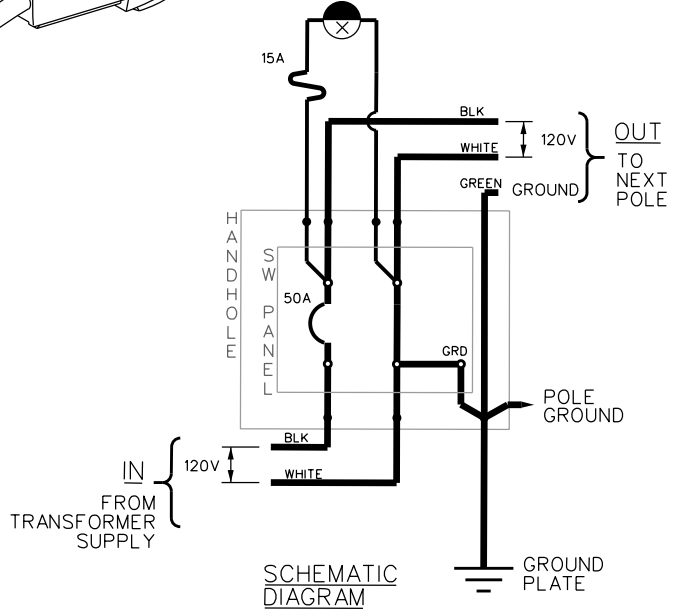 15A
BLK
120V
WHITE
GREEN
GROUND
OUT
TO
NEXT
POLE
HANDHOLE
SW PANEL
50A
GRD
POLE
GROUND
BLK
120V
WHITE
IN
FROM
TRANSFORMER
SUPPLY
SCHEMATIC
DIAGRAM
GROUND
PLATE